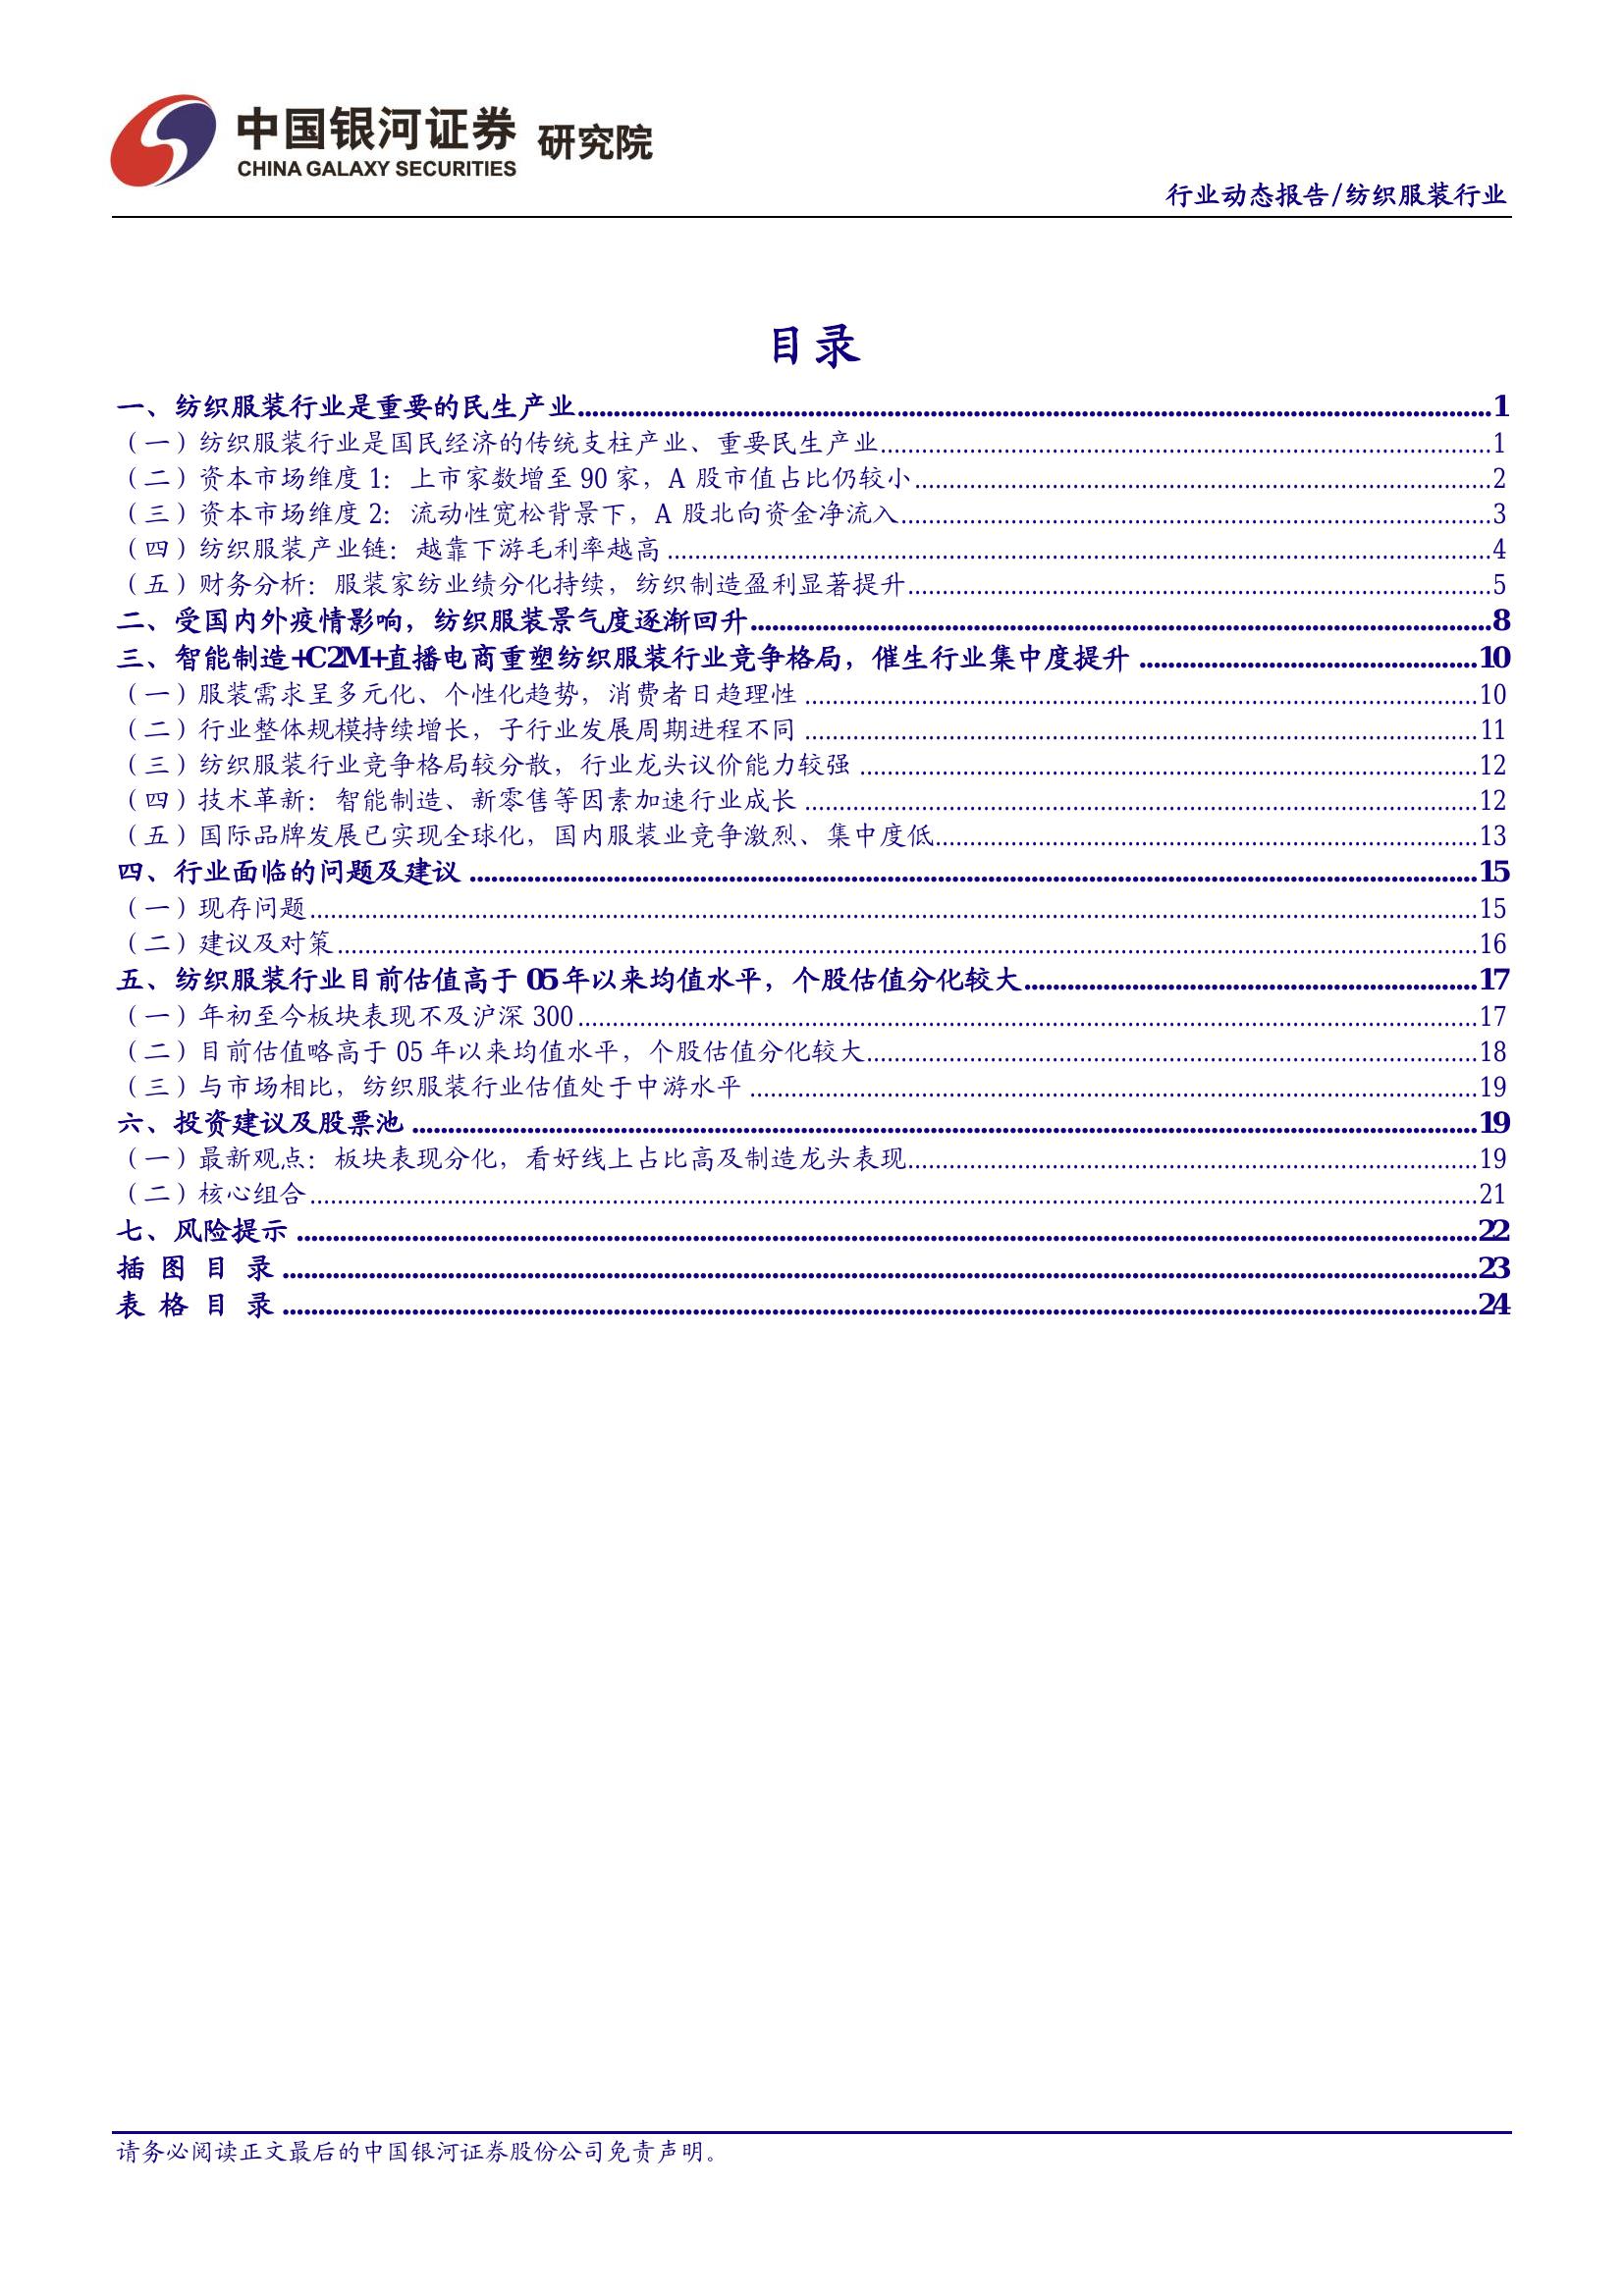 中国银河证券 研究院
CHINA GALAXY SECURITIES
行业动态报告/纺织服装行业
目录
一、纺织服装行业是重要的民生产业....................1
（一）纺织服装行业是国民经济的传统支柱产业、重要民生产业....................1
（二）资本市场维度 1：上市家数增至 90 家，A 股市值占比仍较小....................2
（三）资本市场维度 2：流动性宽松背景下，A 股北向资金净流入....................3
（四）纺织服装产业链：越靠下游毛利率越高....................4
（五）财务分析：服装家纺业绩分化持续，纺织制造盈利显著提升....................5
二、受国内外疫情影响，纺织服装景气度逐渐回升....................8
三、智能制造+C2M+直播电商重塑纺织服装行业竞争格局，催生行业集中度提升....................10
（一）服装需求呈多元化、个性化趋势，消费者日趋理性....................10
（二）行业整体规模持续增长，子行业发展周期进程不同....................11
（三）纺织服装行业竞争格局较分散，行业龙头议价能力较强....................12
（四）技术革新：智能制造、新零售等因素加速行业成长....................12
（五）国际品牌发展已实现全球化，国内服装业竞争激烈、集中度低....................13
四、行业面临的问题及建议....................15
（一）现存问题....................15
（二）建议及对策....................16
五、纺织服装行业目前估值高于 05 年以来均值水平，个股估值分化较大....................17
（一）年初至今板块表现不及沪深 300....................17
（二）目前估值略高于 05 年以来均值水平，个股估值分化较大....................18
（三）与市场相比，纺织服装行业估值处于中游水平....................19
六、投资建议及股票池....................19
（一）最新观点：板块表现分化，看好线上占比高及制造龙头表现....................19
（二）核心组合....................21
七、风险提示....................22
插 图 目 录....................23
表 格 目 录....................24
请务必阅读正文最后的中国银河证券股份公司免责声明。